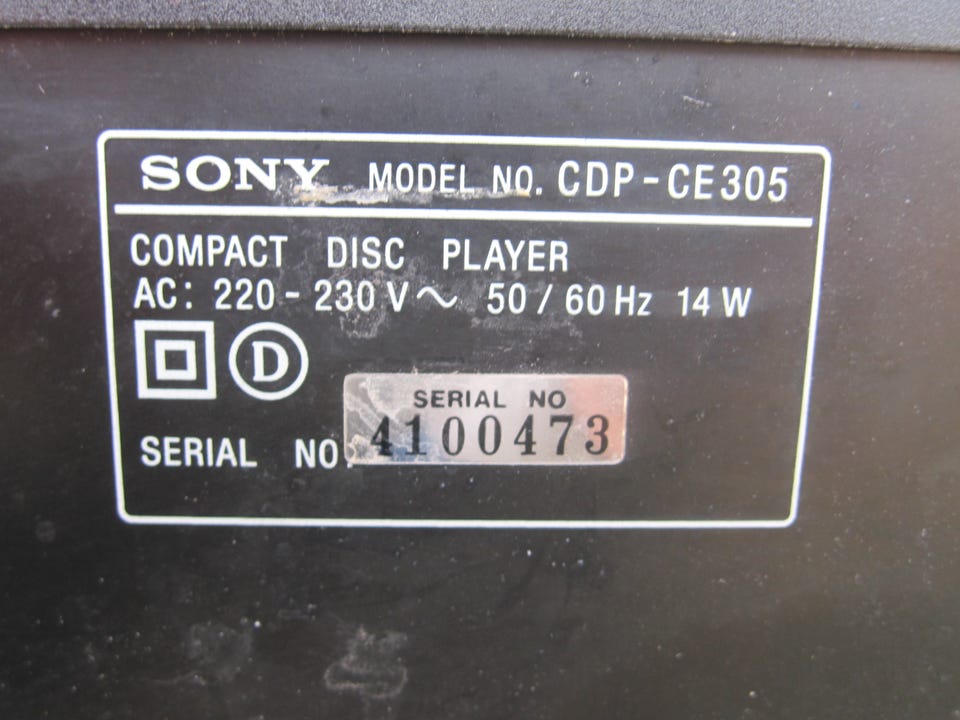 SONY MODEL NO. CDP-CE305
COMPACT DISC PLAYER
AC: 220-230 V~ 50/60 Hz 14 W
D
SERIAL NO
SERIAL NO. 4100473